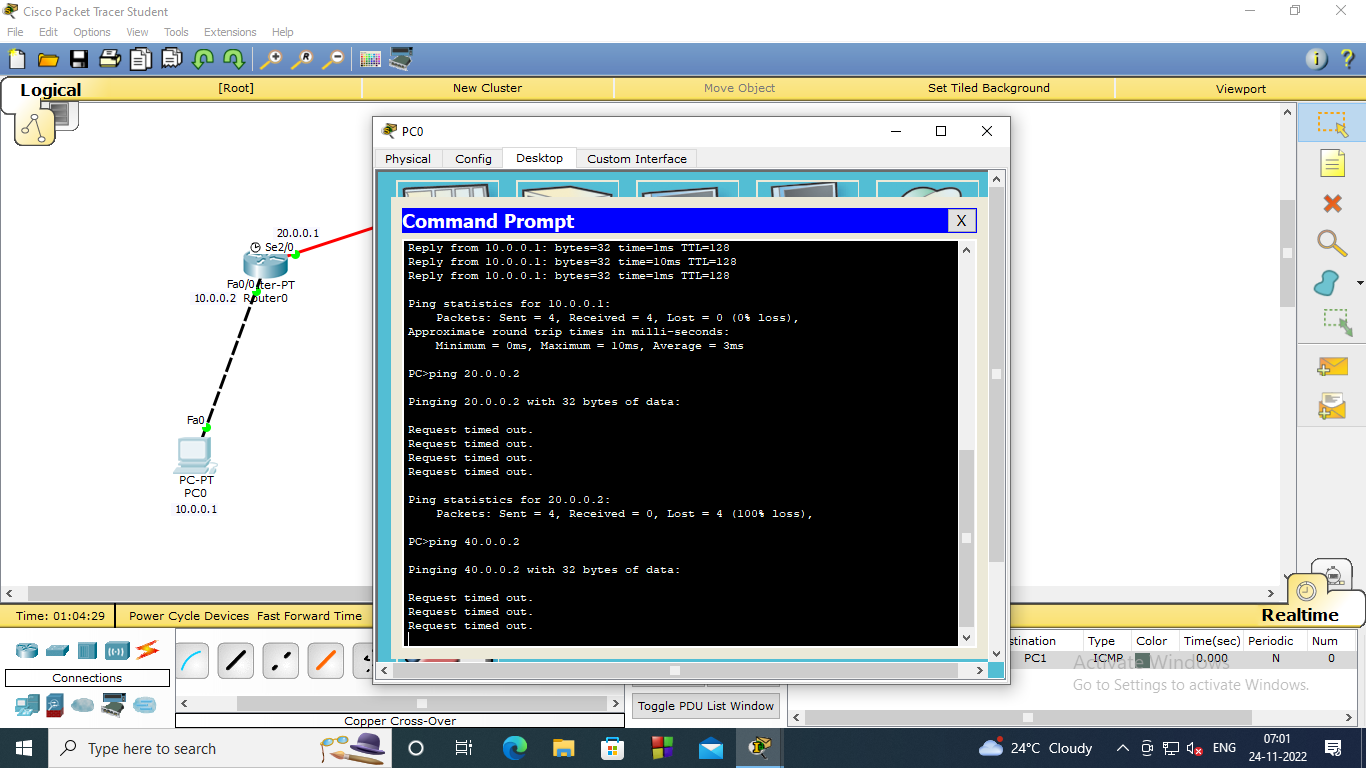 Cisco Packet Tracer Student
File Edit Options View Tools Extensions Help
Logical
[Root]
New Cluster
Move Object
Set Tiled Background
Viewport
20.0.0.1
Se2/0
Fa0/0
ter-PT
10.0.0.2 Router0
Fa0
PC-PT
PC0
10.0.0.1
PC0
Physical Config Desktop Custom Interface
Command Prompt
X
Reply from 10.0.0.1: bytes=32 time=1ms TTL=128
Reply from 10.0.0.1: bytes=32 time=10ms TTL=128
Reply from 10.0.0.1: bytes=32 time=1ms TTL=128
Ping statistics for 10.0.0.1:
Packets: Sent = 4, Received = 4, Lost = 0 (0% loss),
Approximate round trip times in milli-seconds:
Minimum = 0ms, Maximum = 10ms, Average = 3ms
PC>ping 20.0.0.2
Pinging 20.0.0.2 with 32 bytes of data:
Request timed out.
Request timed out.
Request timed out.
Request timed out.
Ping statistics for 20.0.0.2:
Packets: Sent = 4, Received = 0, Lost = 4 (100% loss),
PC>ping 40.0.0.2
Pinging 40.0.0.2 with 32 bytes of data:
Request timed out.
Request timed out.
Request timed out.
Time: 01:04:29
Power Cycle Devices Fast Forward Time
Realtime
Connections
Copper Cross-Over
Toggle PDU List Window
stination Type Color Time(sec) Periodic Num
PC1 ICMP 0.000 N 0
Activate Windows
Go to Settings to activate Windows.
Type here to search
24°C Cloudy
ENG
07:01
24-11-2022